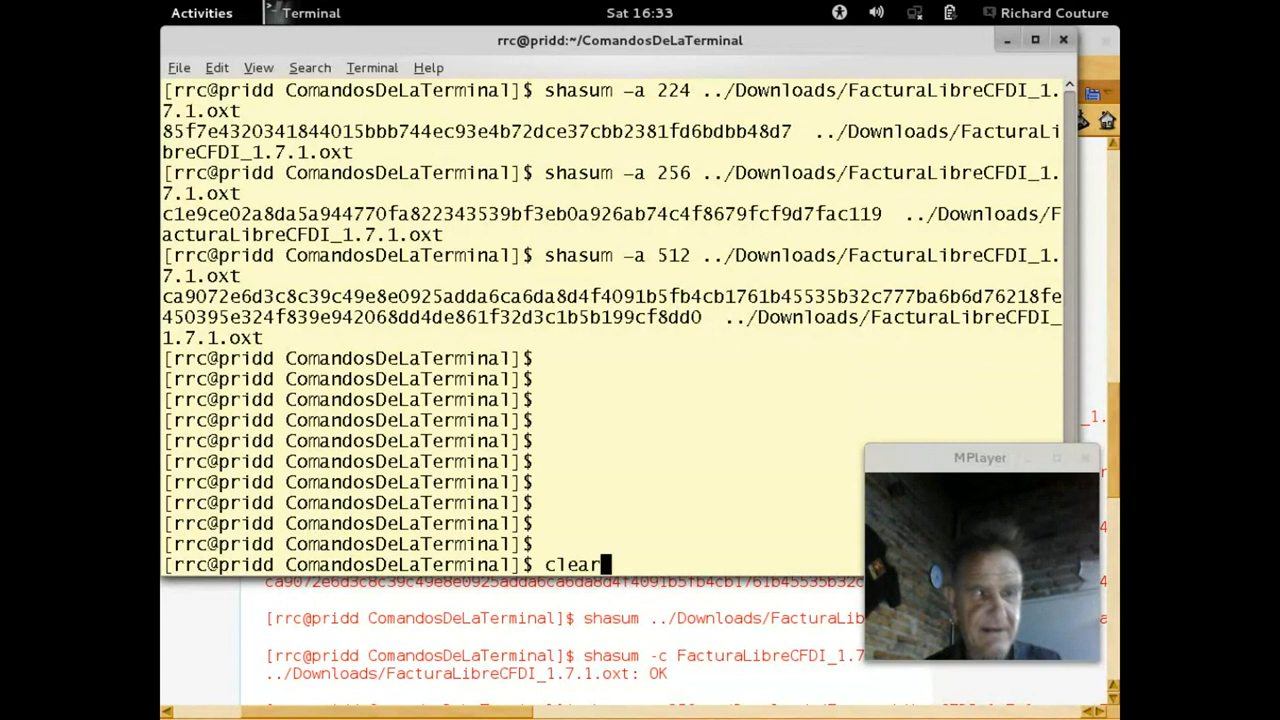 Activities Terminal Sat 16:33 Richard Couture
rrc@pridd:~/ComandosDeLaTerminal
File Edit View Search Terminal Help
[rrc@pridd ComandosDeLaTerminal]$ shasum -a 224 ../Downloads/FacturaLibreCFDI_1.
7.1.oxt
85f7e4320341844015bbb744ec93e4b72dce37cbb2381fd6bdbb48d7  ../Downloads/FacturaLi
breCFDI_1.7.1.oxt
[rrc@pridd ComandosDeLaTerminal]$ shasum -a 256 ../Downloads/FacturaLibreCFDI_1.
7.1.oxt
c1e9ce02a8da5a944770fa822343539bf3eb0a926ab74c4f8679fcf9d7fac119  ../Downloads/F
acturaLibreCFDI_1.7.1.oxt
[rrc@pridd ComandosDeLaTerminal]$ shasum -a 512 ../Downloads/FacturaLibreCFDI_1.
7.1.oxt
ca9072e6d3c8c39c49e8e0925adda6ca6da8d4f4091b5fb4cb1761b45535b32c777ba6b6d76218fe
450395e324f839e942068dd4de861f32d3c1b5b199cf8dd0  ../Downloads/FacturaLibreCFDI_
1.7.1.oxt
[rrc@pridd ComandosDeLaTerminal]$
[rrc@pridd ComandosDeLaTerminal]$
[rrc@pridd ComandosDeLaTerminal]$
[rrc@pridd ComandosDeLaTerminal]$
[rrc@pridd ComandosDeLaTerminal]$
[rrc@pridd ComandosDeLaTerminal]$
[rrc@pridd ComandosDeLaTerminal]$
[rrc@pridd ComandosDeLaTerminal]$
[rrc@pridd ComandosDeLaTerminal]$
[rrc@pridd ComandosDeLaTerminal]$
[rrc@pridd ComandosDeLaTerminal]$ clear
_1.
MPlayer
ca9072e6d3c8c39c49e8e0925adda6ca6da8d4f4091b5fb4cb1761b45535b32c
[rrc@pridd ComandosDeLaTerminal]$ shasum ../Downloads/FacturaLib
[rrc@pridd ComandosDeLaTerminal]$ shasum -c FacturaLibreCFDI_1.7
../Downloads/FacturaLibreCFDI_1.7.1.oxt: OK